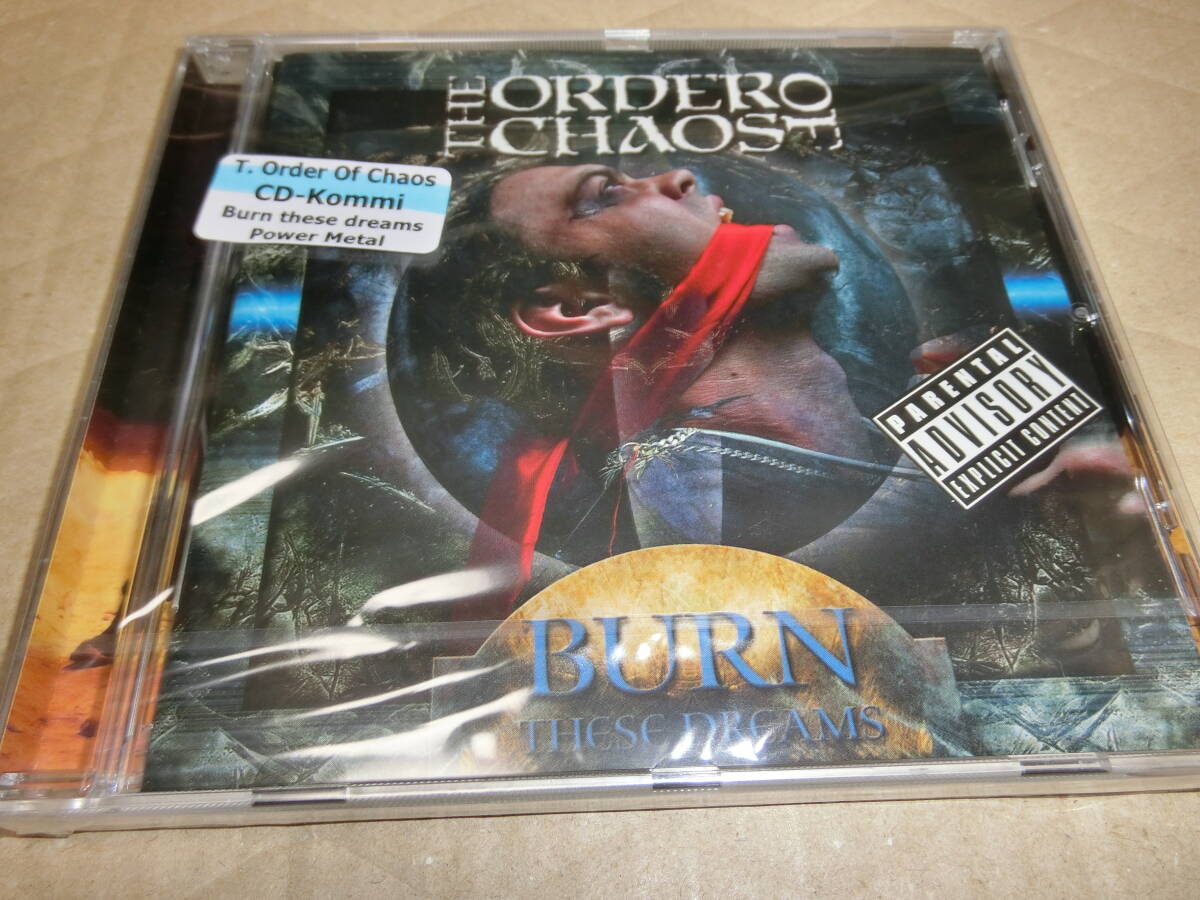 THE ORDER OF
CHAOS
T. Order Of Chaos
CD-Kommi
Burn these dreams
Power Metal
PARENTAL
ADVISORY
EXPLICIT CONTENT
BURN
THESE DREAMS